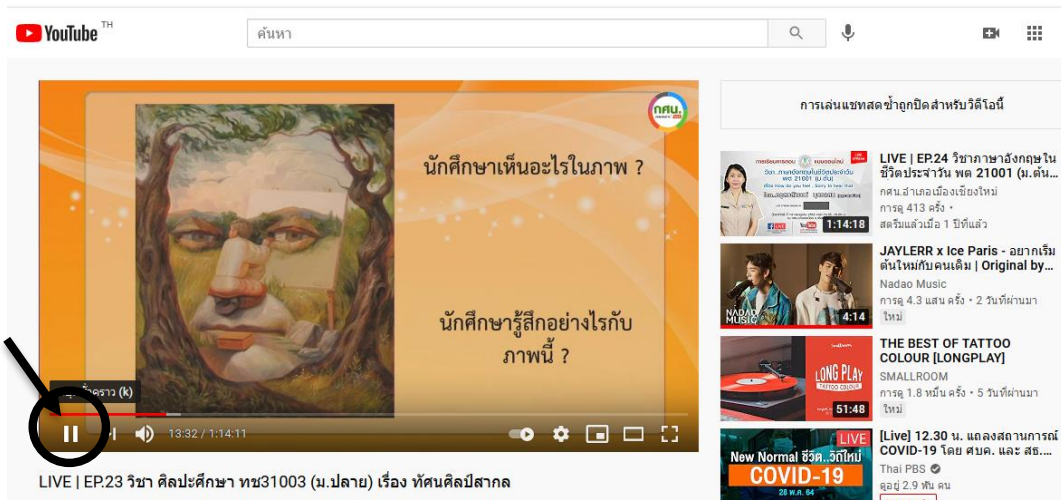 YouTube TH
ค้นหา
กศน.
นักศึกษาเห็นอะไรในภาพ ?
นักศึกษารู้สึกอย่างไรกับ
ภาพนี้ ?
(k)
13:32 / 1:14:11
LIVE | EP.23 วิชา ศิลปะศึกษา ทช31003 (ม.ปลาย) เรื่อง ทัศนศิลป์สากล
การเล่นแชทสดซ้ำถูกปิดสำหรับวิดีโอนี้
1:14:18
LIVE | EP.24 วิชาภาษาอังกฤษใน
ชีวิตประจำวัน พต 21001 (ม.ต้น...
กศน.อำเภอเมืองเชียงใหม่
การดู 413 ครั้ง •
สตรีมแล้วเมื่อ 1 ปีที่แล้ว
NADAO
MUSIC
4:14
JAYLERR x Ice Paris - อยากเริ่ม
ต้นใหม่กับคนเดิม | Original by...
Nadao Music
การดู 4.3 แสน ครั้ง • 2 วันที่ผ่านมา
ใหม่
LONG PLAY
TATTOO COLOUR
51:48
THE BEST OF TATTOO
COLOUR [LONGPLAY]
SMALLROOM
การดู 1.8 หมื่น ครั้ง • 5 วันที่ผ่านมา
ใหม่
LIVE
New Normal ชีวิต..วิถีใหม่
COVID-19
28 พ.ค. 64
[Live] 12.30 น. แถลงสถานการณ์
COVID-19 โดย ศบค. และ สธ....
Thai PBS
ดูอยู่ 2.9 พัน คน